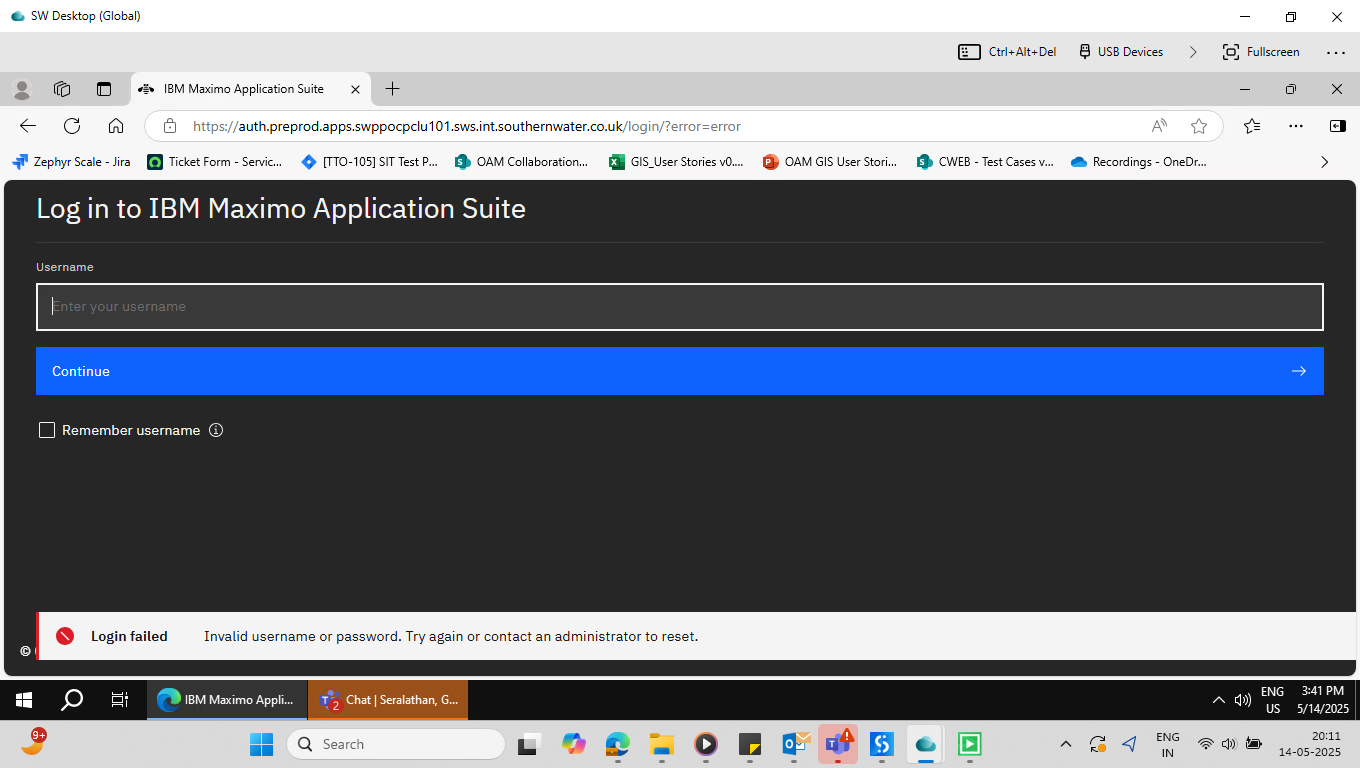 SW Desktop (Global)
Ctrl+Alt+Del USB Devices Fullscreen
IBM Maximo Application Suite
https://auth.preprod.apps.swppocpclu101.sws.int.southernwater.co.uk/login/?error=error
Zephyr Scale - Jira Ticket Form - Servic... [TTO-105] SIT Test P... OAM Collaboration... GIS_User Stories v0.... OAM GIS User Stori... CWEB - Test Cases v... Recordings - OneDr...
Log in to IBM Maximo Application Suite
Username
Enter your username
Continue
Remember username
Login failed Invalid username or password. Try again or contact an administrator to reset.
©
IBM Maximo Appli... 2 Chat | Seralathan, G... ENG 3:41 PM
US 5/14/2025
9+ Search ENG 20:11
IN 14-05-2025